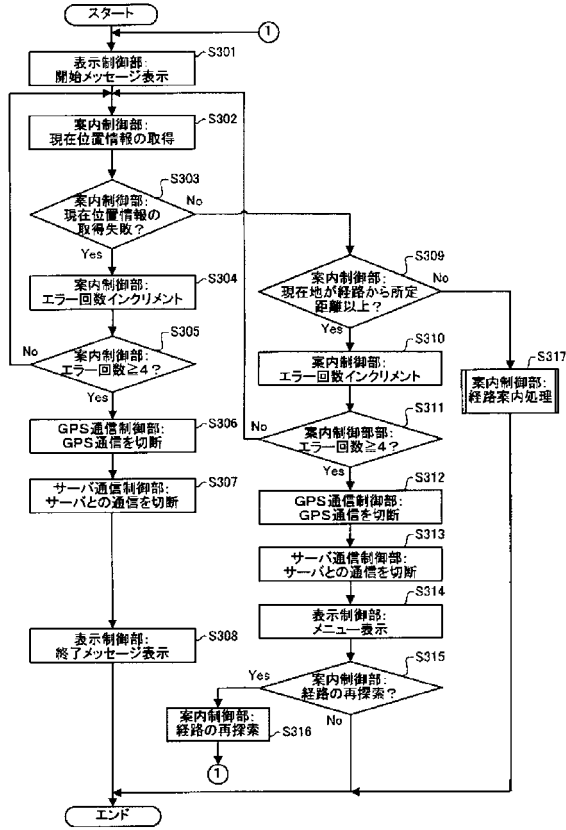 スタート
1
S301
表示制御部:
開始メッセージ表示
S302
案内制御部:
現在位置情報の取得
S303
案内制御部:
現在位置情報の
取得失敗?
No
Yes
S304
案内制御部:
エラー回数インクリメント
S305
案内制御部:
エラー回数≧4?
No
Yes
S306
GPS通信制御部:
GPS通信を切断
S307
サーバ通信制御部:
サーバとの通信を切断
S308
表示制御部:
終了メッセージ表示
S309
案内制御部:
現在地が経路から所定
距離以上?
No
Yes
S310
案内制御部:
エラー回数インクリメント
S311
案内制御部部:
エラー回数≧4?
No
Yes
S312
GPS通信制御部:
GPS通信を切断
S313
サーバ通信制御部:
サーバとの通信を切断
S314
表示制御部:
メニュー表示
S315
案内制御部:
経路の再探索?
Yes
No
案内制御部:
経路の再探索
S316
1
S317
案内制御部:
経路案内処理
エンド